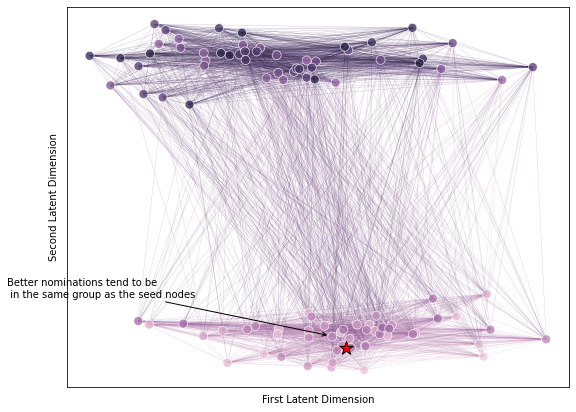 Second Latent Dimension
Better nominations tend to be
in the same group as the seed nodes
First Latent Dimension